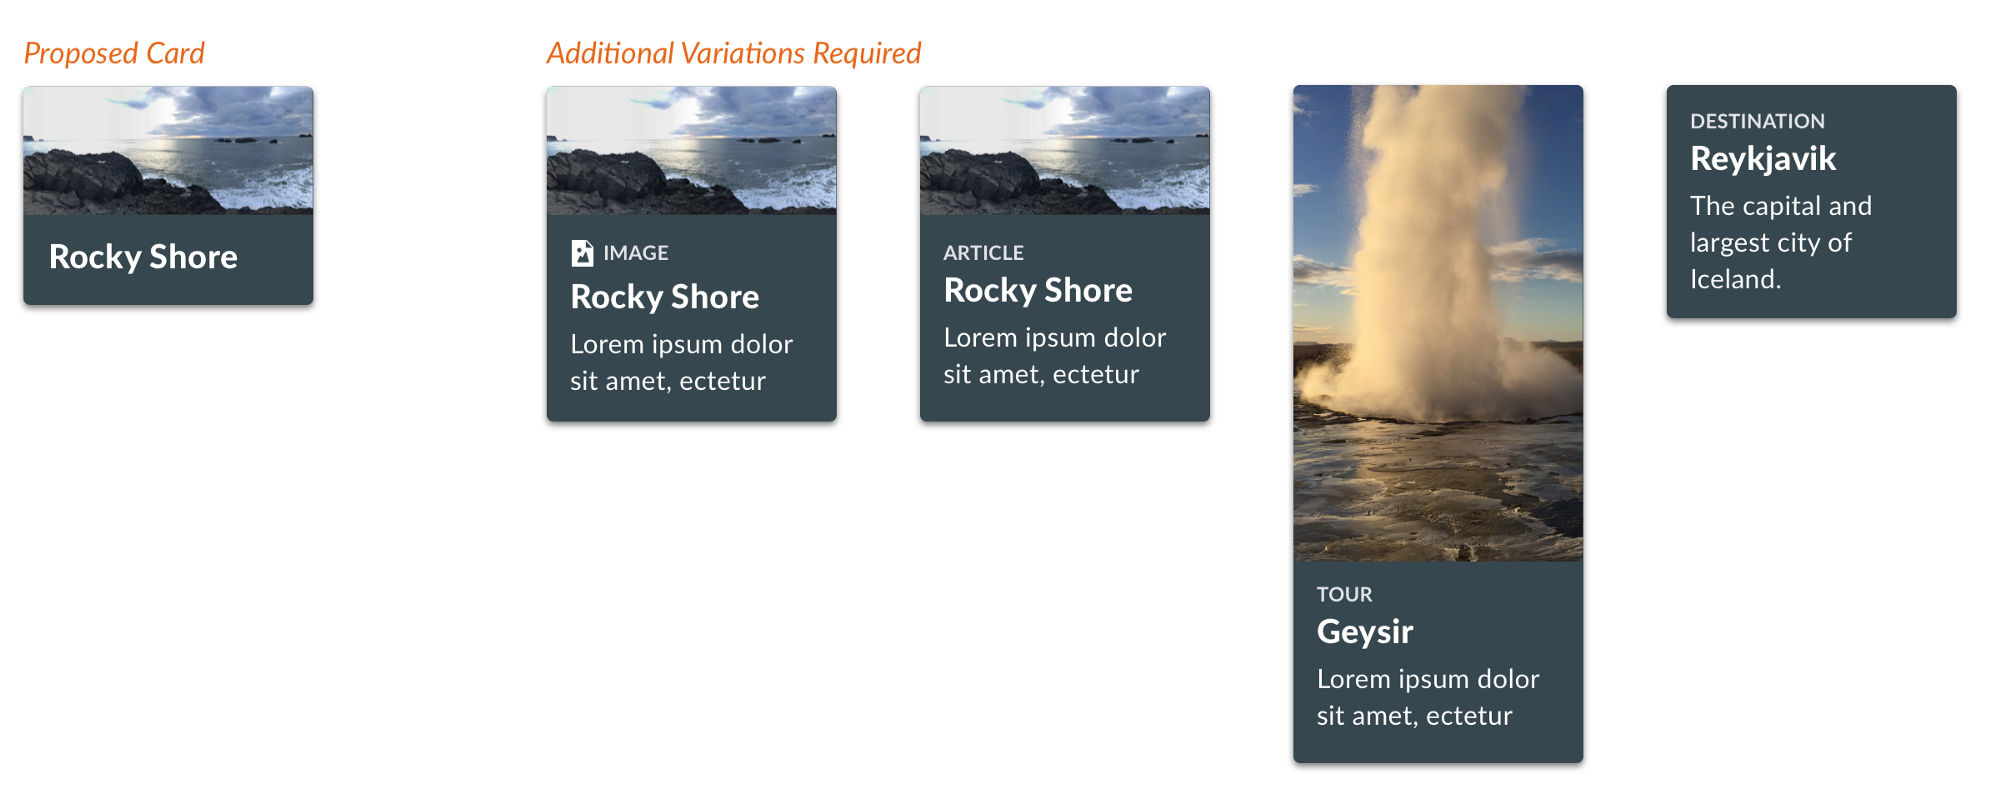 Proposed Card
Rocky Shore
Additional Variations Required
IMAGE
Rocky Shore
Lorem ipsum dolor
sit amet, ectetur
ARTICLE
Rocky Shore
Lorem ipsum dolor
sit amet, ectetur
TOUR
Geysir
Lorem ipsum dolor
sit amet, ectetur
DESTINATION
Reykjavik
The capital and
largest city of
Iceland.